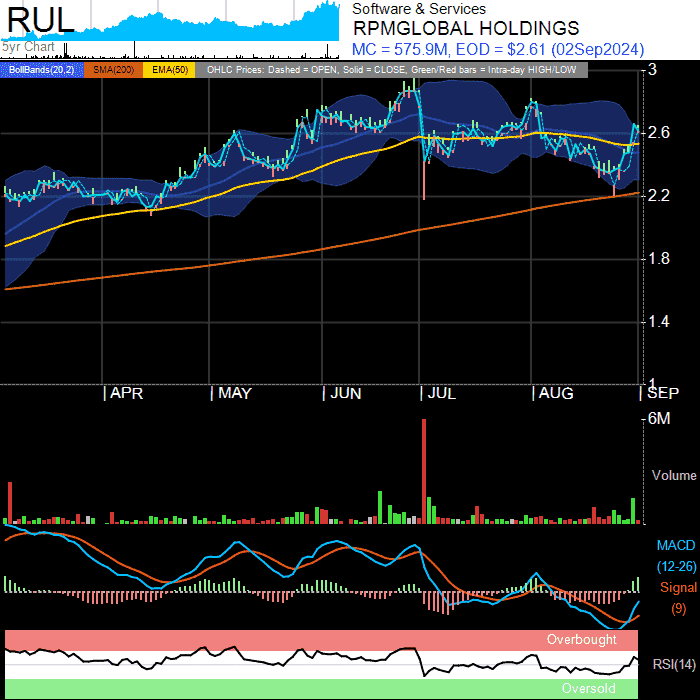 RUL
5yr Chart
Software & Services
RPMGLOBAL HOLDINGS
MC = 575.9M, EOD = $2.61 (02Sep2024)
BollBands(20,2) SMA(200) EMA(50) OHLC Prices: Dashed = OPEN, Solid = CLOSE, Green/Red bars = Intra-day HIGH/LOW
3
2.6
2.2
1.8
1.4
1
| APR | MAY | JUN | JUL | AUG | SEP
6M
Volume
MACD
(12-26)
Signal
(9)
Overbought
RSI(14)
Oversold